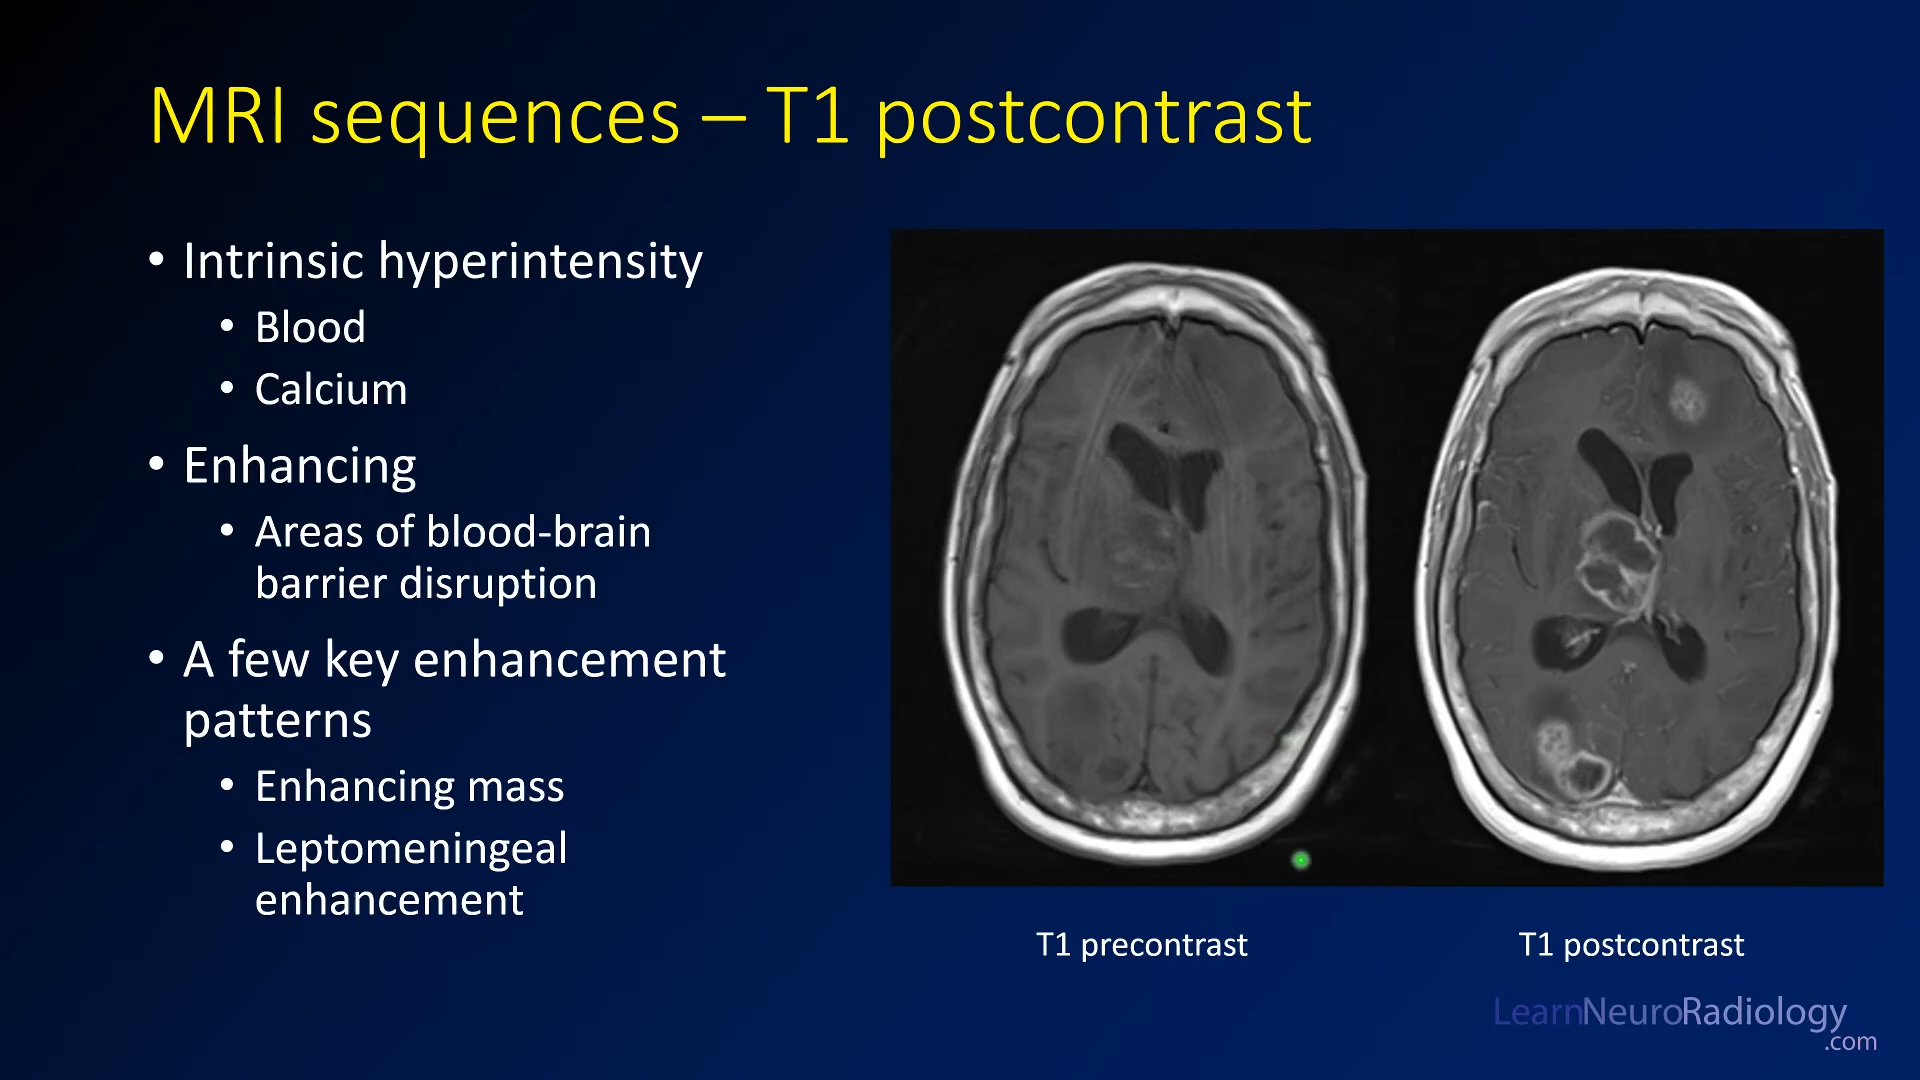 MRI sequences – T1 postcontrast
• Intrinsic hyperintensity
• Blood
• Calcium
• Enhancing
• Areas of blood-brain
barrier disruption
• A few key enhancement
patterns
• Enhancing mass
• Leptomeningeal
enhancement
T1 precontrast
T1 postcontrast
LearnNeuroRadiology
.com